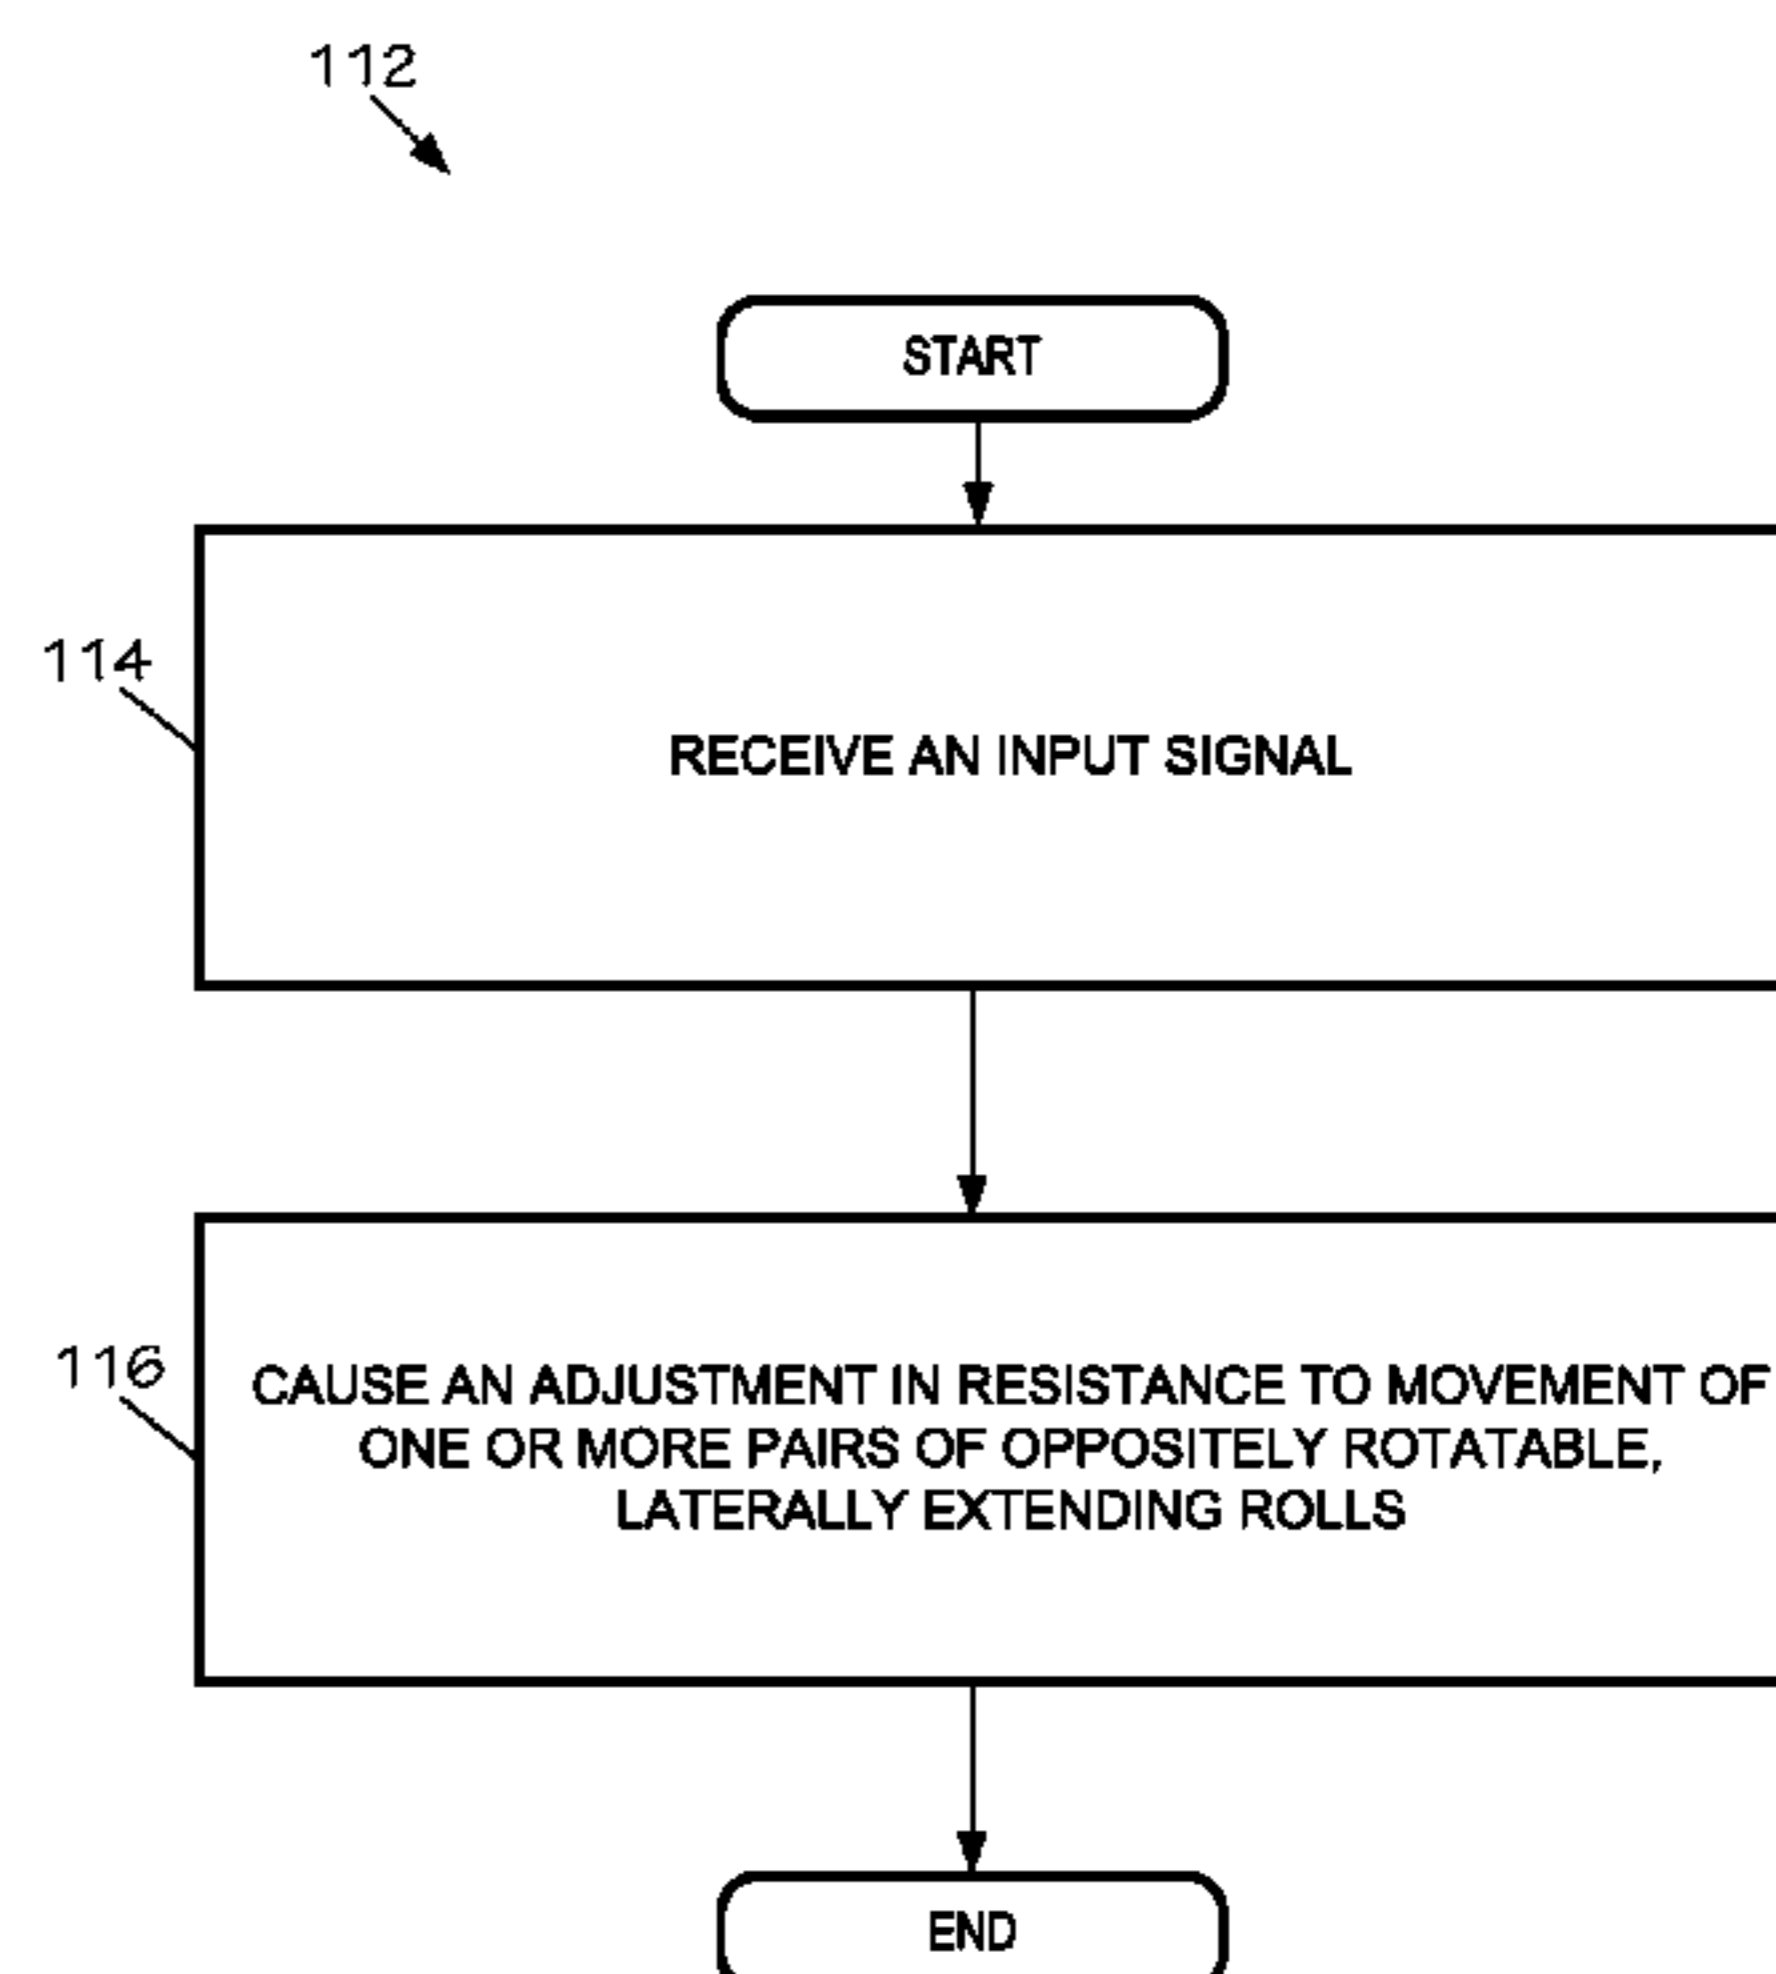 112
START
114
RECEIVE AN INPUT SIGNAL
116
CAUSE AN ADJUSTMENT IN RESISTANCE TO MOVEMENT OF
ONE OR MORE PAIRS OF OPPOSITELY ROTATABLE,
LATERALLY EXTENDING ROLLS
END